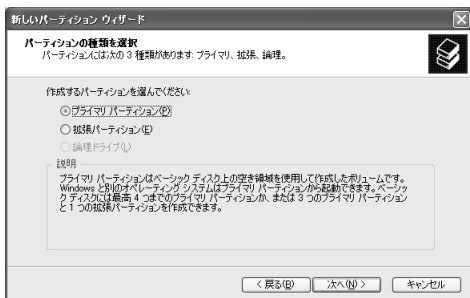 新しいパーティション ウィザード
パーティションの種類を選択
パーティションには次の 3 種類があります: プライマリ、拡張、論理。
作成するパーティションを選んでください:
プライマリ パーティション(P)
拡張パーティション(E)
論理ドライブ(L)
説明
プライマリ パーティションはベーシック ディスク上の空き領域を使用して作成したボリュームです。
Windows と別のオペレーティング システムはプライマリ パーティションから起動できます。ベーシッ
ク ディスクには最高 4 つまでのプライマリ パーティションか、または 3 つのプライマリ パーティション
と 1 つの拡張パーティションを作成できます。
< 戻る(B)
次へ(N) >
キャンセル